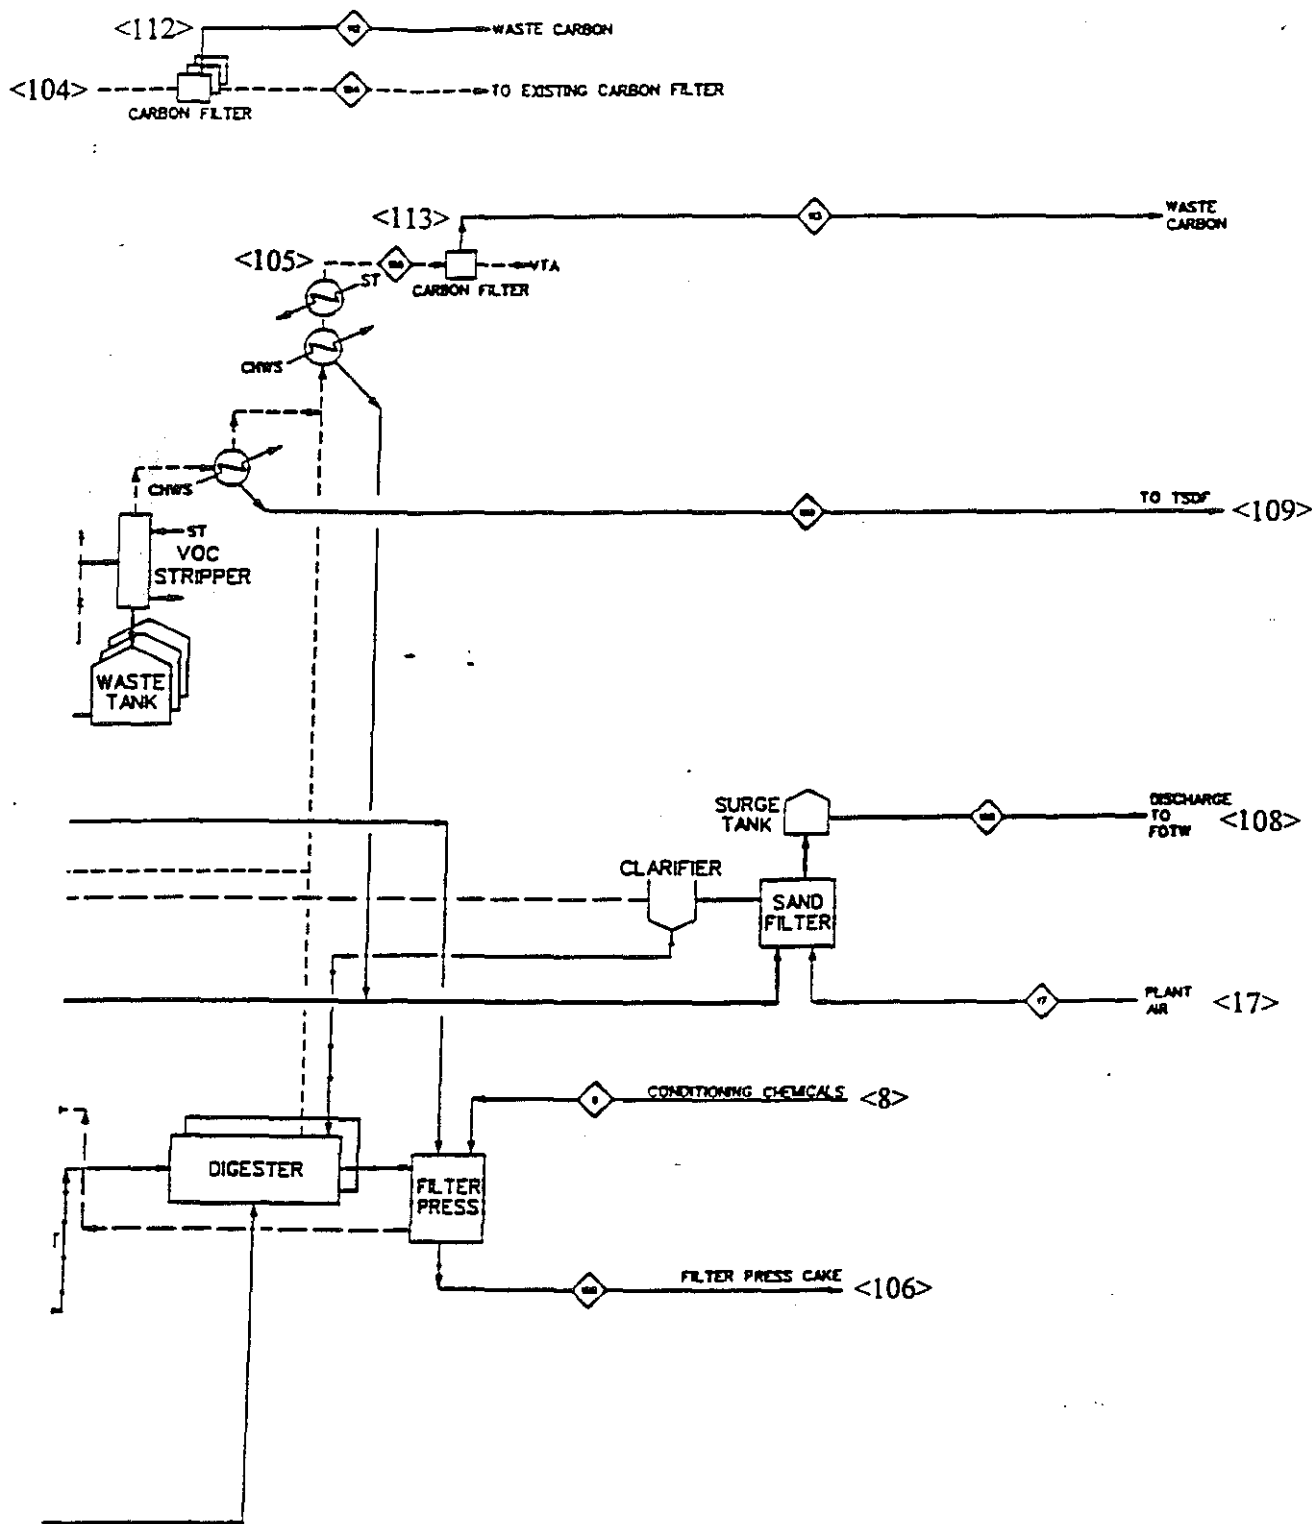 <112>
WASTE CARBON
<104>
TO EXISTING CARBON FILTER
CARBON FILTER
<113>
WASTE
CARBON
<105>
VTA
ST
CARBON FILTER
CHWS
CHWS
TO TSDF
<109>
ST
VOC
STRIPPER
WASTE
TANK
SURGE
TANK
DISCHARGE
TO
<108>
CLARIFIER
SAND
FILTER
17
PLANT
AIR
<17>
CONDITIONING CHEMICALS
<8>
DIGESTER
FILTER
PRESS
FILTER PRESS CAKE
<106>